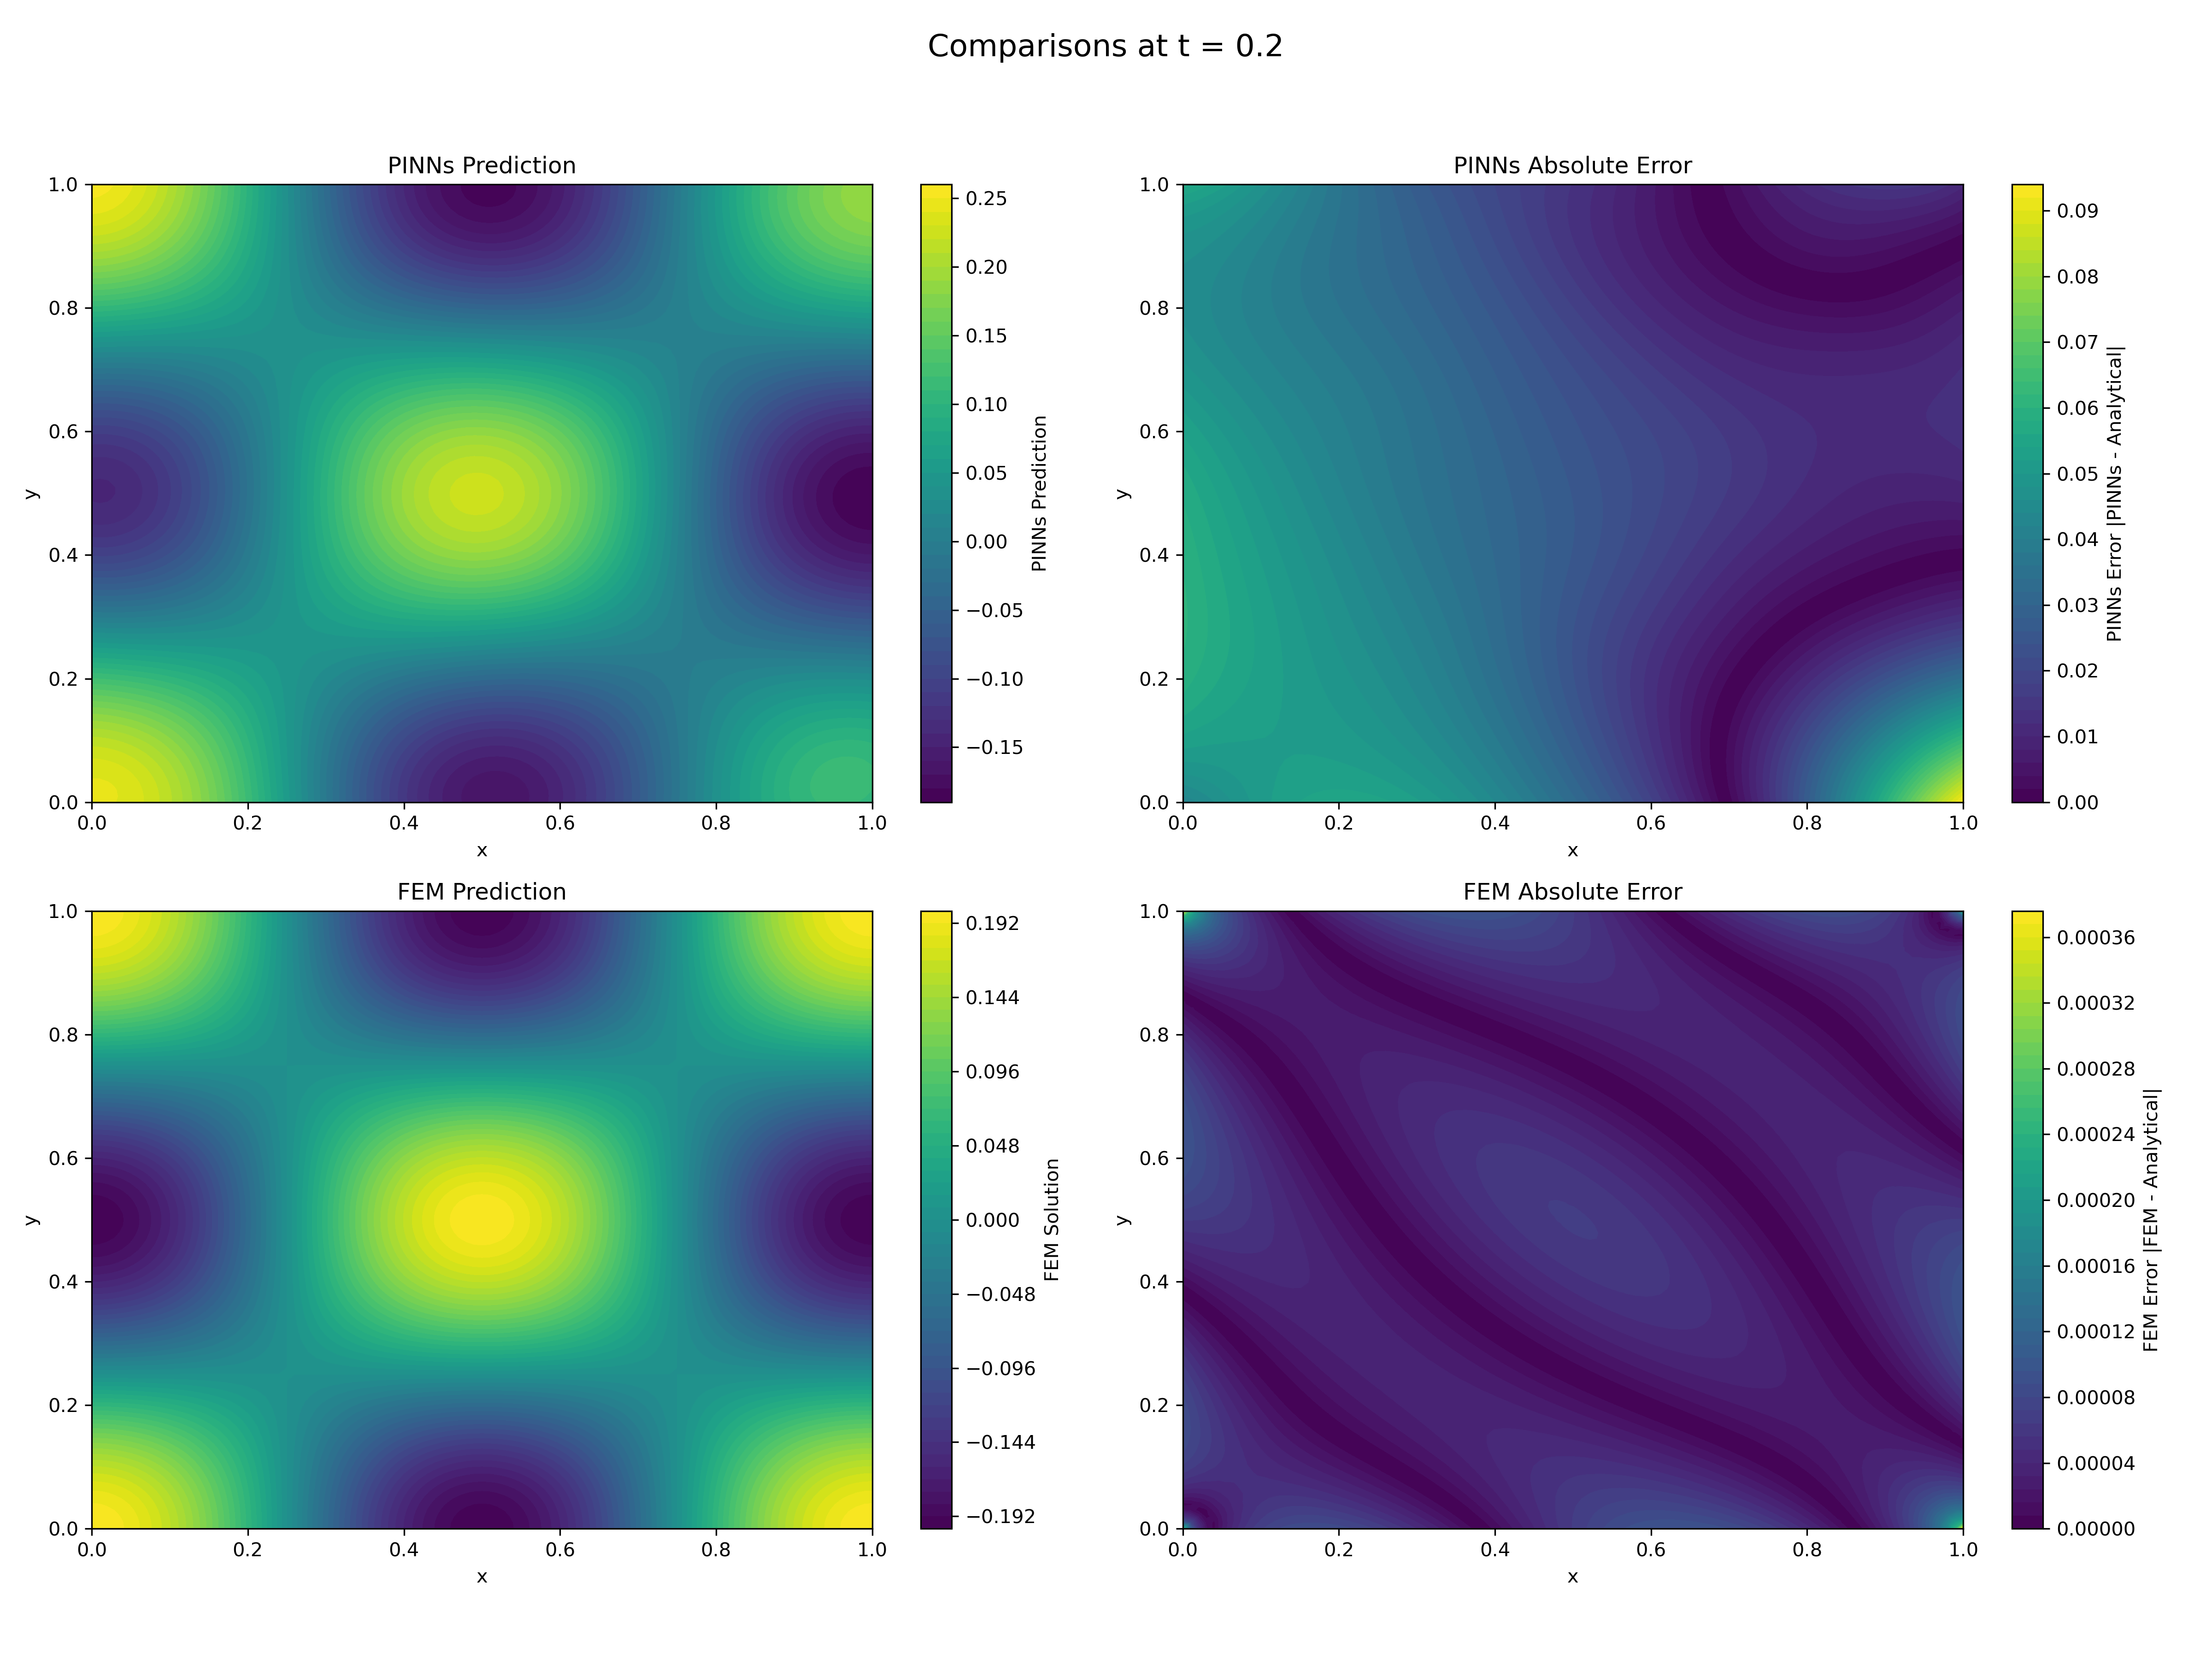 Comparisons at t = 0.2
PINNs Prediction
1.0
0.8
0.6
0.4
0.2
0.0
y
0.0 0.2 0.4 0.6 0.8 1.0
x
0.25
0.20
0.15
0.10
0.05
0.00
−0.05
−0.10
−0.15
PINNs Prediction
PINNs Absolute Error
1.0
0.8
0.6
0.4
0.2
0.0
y
0.0 0.2 0.4 0.6 0.8 1.0
x
0.09
0.08
0.07
0.06
0.05
0.04
0.03
0.02
0.01
0.00
PINNs Error |PINNs - Analytical|
FEM Prediction
1.0
0.8
0.6
0.4
0.2
0.0
y
0.0 0.2 0.4 0.6 0.8 1.0
x
0.192
0.144
0.096
0.048
0.000
−0.048
−0.096
−0.144
−0.192
FEM Solution
FEM Absolute Error
1.0
0.8
0.6
0.4
0.2
0.0
y
0.0 0.2 0.4 0.6 0.8 1.0
x
0.00036
0.00032
0.00028
0.00024
0.00020
0.00016
0.00012
0.00008
0.00004
0.00000
FEM Error |FEM - Analytical|